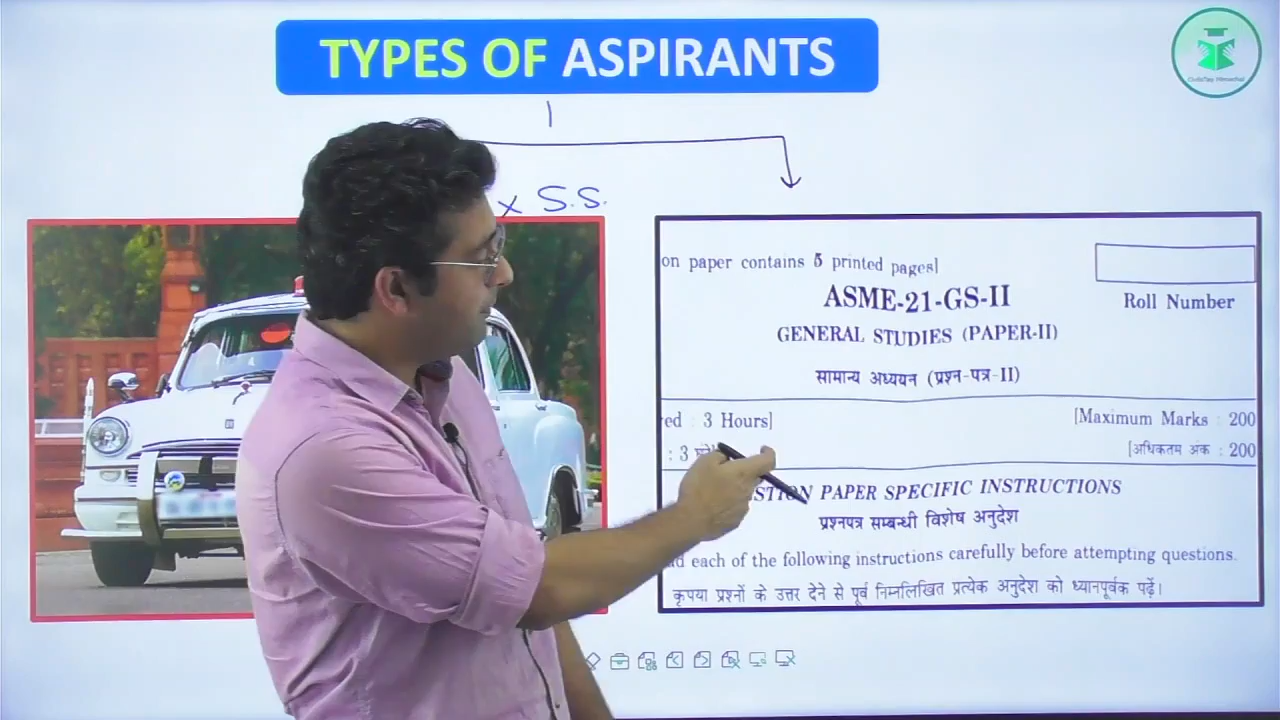 TYPES OF ASPIRANTS
x S.S.
on paper contains 5 printed pages]
ASME-21-GS-II
Roll Number
GENERAL STUDIES (PAPER-II)
सामान्य अध्ययन (प्रश्न-पत्र-II)
ed : 3 Hours]
[Maximum Marks : 200
: 3
[अधिकतम अंक : 200
STION PAPER SPECIFIC INSTRUCTIONS
प्रश्नपत्र सम्बन्धी विशेष अनुदेश
d each of the following instructions carefully before attempting questions.
कृपया प्रश्नों के उत्तर देने से पूर्व निम्नलिखित प्रत्येक अनुदेश को ध्यानपूर्वक पढ़ें।